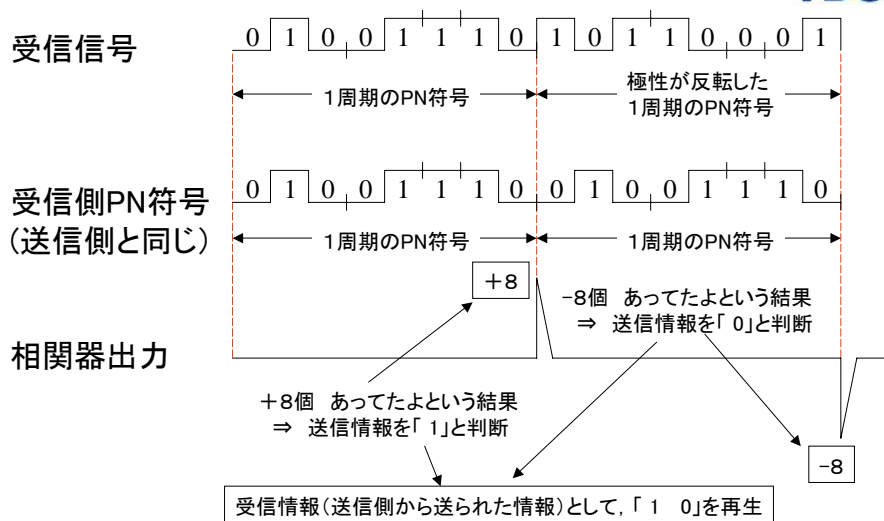 受信信号
0 1 0 0 1 1 1 0 1 0 1 1 0 0 0 1
1周期のPN符号
極性が反転した
1周期のPN符号
受信側PN符号
(送信側と同じ)
0 1 0 0 1 1 1 0 0 1 0 0 1 1 1 0
1周期のPN符号
1周期のPN符号
+8
-8個 あってたよという結果
⇒ 送信情報を「 0」と判断
相関器出力
+8個 あってたよという結果
⇒ 送信情報を「 1」と判断
-8
受信情報(送信側から送られた情報)として,「 1 0」を再生